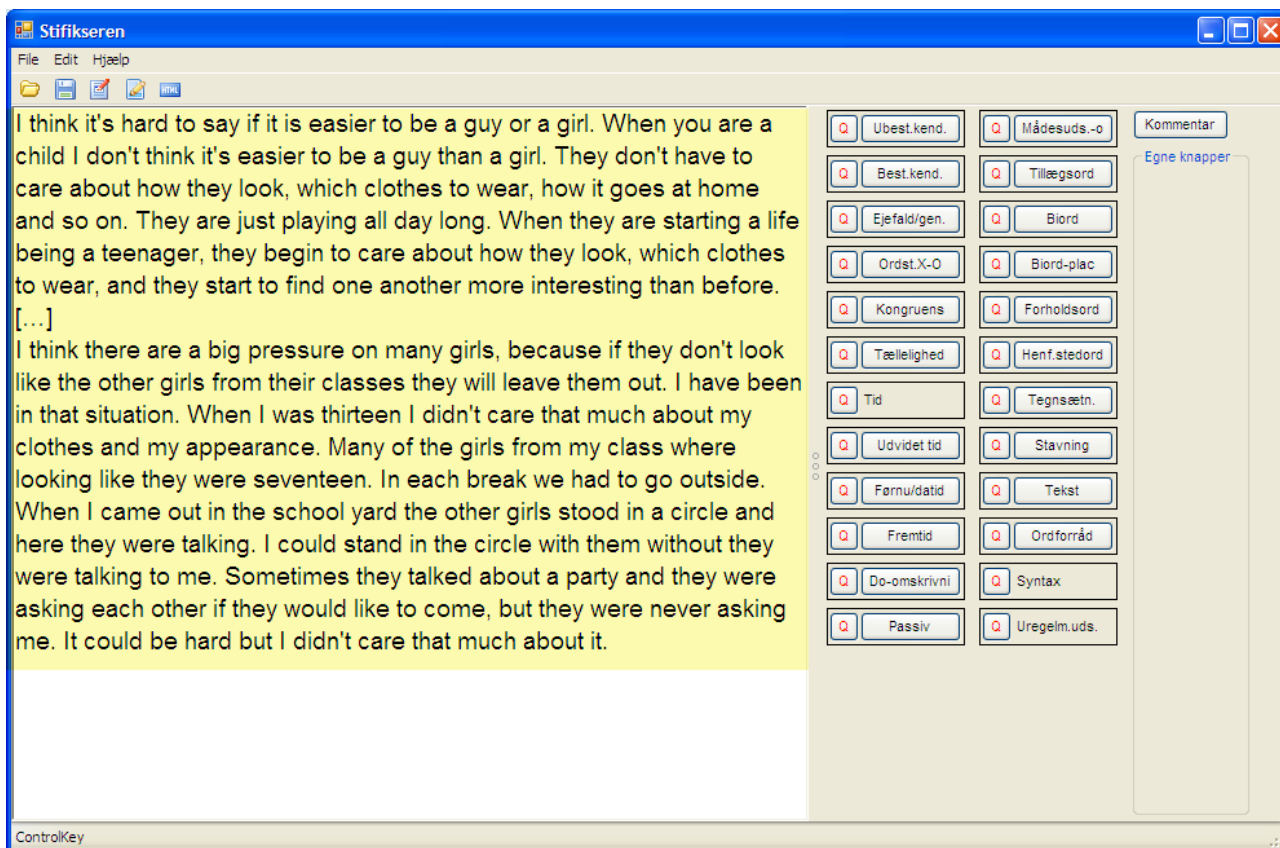 Stifikseren
File Edit Hjælp
HTML
I think it's hard to say if it is easier to be a guy or a girl. When you are a
child I don't think it's easier to be a guy than a girl. They don't have to
care about how they look, which clothes to wear, how it goes at home
and so on. They are just playing all day long. When they are starting a life
being a teenager, they begin to care about how they look, which clothes
to wear, and they start to find one another more interesting than before.
[…]
I think there are a big pressure on many girls, because if they don't look
like the other girls from their classes they will leave them out. I have been
in that situation. When I was thirteen I didn't care that much about my
clothes and my appearance. Many of the girls from my class where
looking like they were seventeen. In each break we had to go outside.
When I came out in the school yard the other girls stood in a circle and
here they were talking. I could stand in the circle with them without they
were talking to me. Sometimes they talked about a party and they were
asking each other if they would like to come, but they were never asking
me. It could be hard but I didn't care that much about it.
Q Ubest.kend.
Q Best.kend.
Q Ejefald/gen.
Q Ordst.X-O
Q Kongruens
Q Tællelighed
Q Tid
Q Udvidet tid
Q Førnu/datid
Q Fremtid
Q Do-omskrivni
Q Passiv
Q Mådesuds.-o
Q Tillægsord
Q Biord
Q Biord-plac
Q Forholdsord
Q Henf.stedord
Q Tegnsætn.
Q Stavning
Q Tekst
Q Ordforråd
Q Syntax
Q Uregelm.uds.
Kommentar
Egne knapper
ControlKey